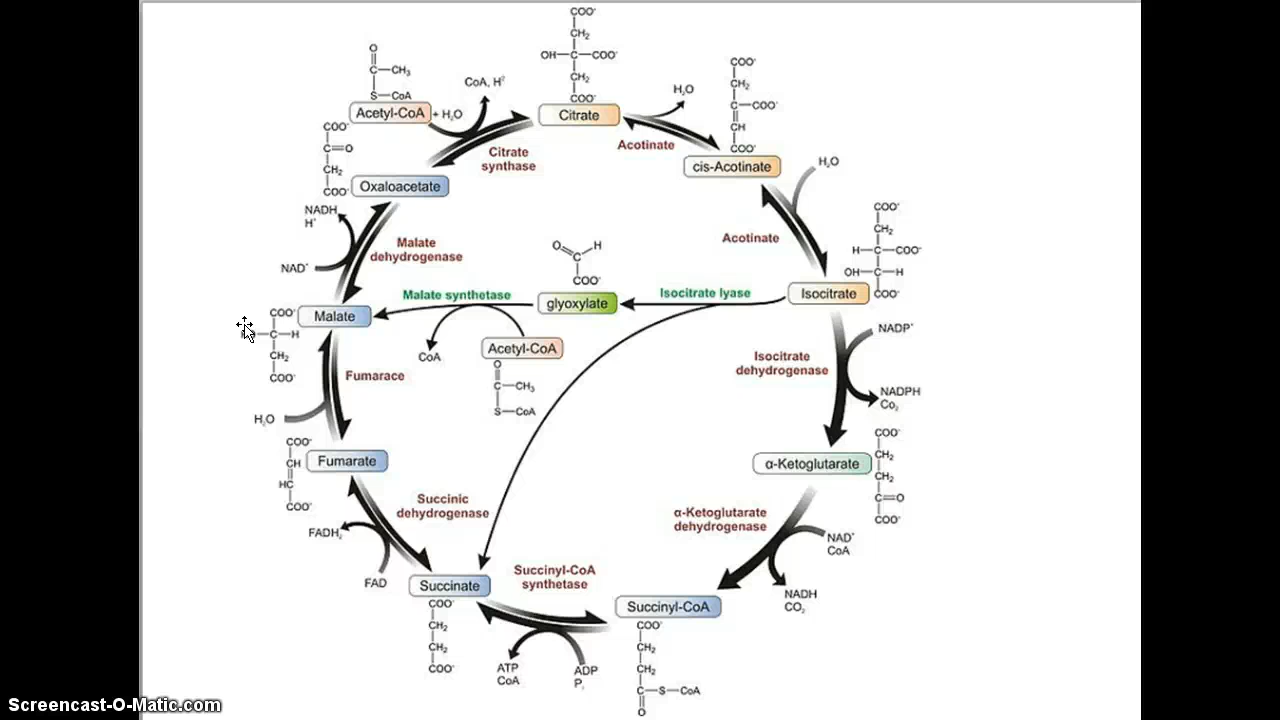 COO⁻
CH₂
OH—C—COO⁻
CH₂
COO⁻
Citrate
O
C—CH₃
S—CoA
Acetyl-CoA + H₂O
CoA, H⁺
Citrate
synthase
H₂O
Acotinate
COO⁻
CH₂
C—COO⁻
CH
COO⁻
cis-Acotinate
H₂O
Acotinate
COO⁻
CH₂
H—C—COO⁻
OH—C—H
COO⁻
Isocitrate
COO⁻
C=O
CH₂
COO⁻
Oxaloacetate
NADH
H⁺
NAD⁺
Malate
dehydrogenase
O
H
C
COO⁻
glyoxylate
Malate synthetase
Isocitrate lyase
Malate
COO⁻
C—H
CH₂
COO⁻
CoA
Acetyl-CoA
O
C—CH₃
S—CoA
Isocitrate
dehydrogenase
NADP⁺
NADPH
Co₂
Fumarace
H₂O
COO⁻
CH
HC
COO⁻
Fumarate
α-Ketoglutarate
COO⁻
CH₂
CH₂
C=O
COO⁻
Succinic
dehydrogenase
FADH₂
FAD
α-Ketoglutarate
dehydrogenase
NAD⁺
CoA
NADH
CO₂
Succinate
COO⁻
CH₂
CH₂
COO⁻
Succinyl-CoA
synthetase
ATP
CoA
ADP
Pᵢ
Succinyl-CoA
COO⁻
CH₂
CH₂
C—S—CoA
O
Screencast-O-Matic.com